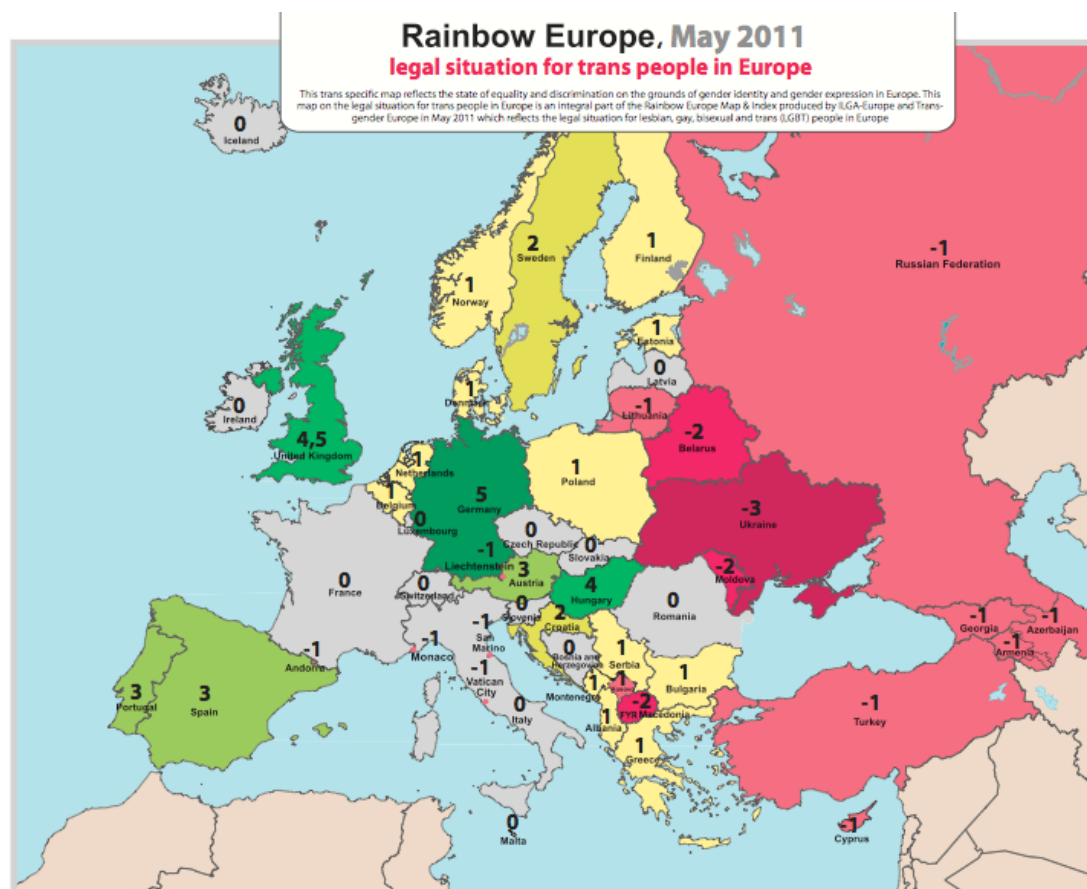 Rainbow Europe, May 2011
legal situation for trans people in Europe
This trans specific map reflects the state of equality and discrimination on the grounds of gender identity and gender expression in Europe. This
map on the legal situation for trans people in Europe is an integral part of the Rainbow Europe Map & Index produced by ILGA-Europe and Trans-
gender Europe in May 2011 which reflects the legal situation for lesbian, gay, bisexual and trans (LGBT) people in Europe
0
Iceland
2
Sweden
1
Finland
-1
Russian Federation
1
Norway
1
Estonia
0
Latvia
1
Denmark
-1
Lithuania
0
Ireland
4,5
United Kingdom
-2
Belarus
1
Netherlands
1
Belgium
5
Germany
1
Poland
-3
Ukraine
0
Luxembourg
0
Czech Republic
0
Slovakia
-1
Liechtenstein
3
Austria
-2
Moldova
0
France
0
Switzerland
4
Hungary
0
Romania
0
Slovenia
2
Croatia
-1
San
Marino
-1
Monaco
-1
Andorra
0
Bosnia and
Herzegovina
1
Serbia
-1
Georgia
-1
Azerbaijan
-1
Armenia
-1
Vatican
City
1
Montenegro
1
1
Bulgaria
3
Portugal
3
Spain
0
Italy
-2
FYR Macedonia
1
Albania
-1
Turkey
1
Greece
0
Malta
-1
Cyprus